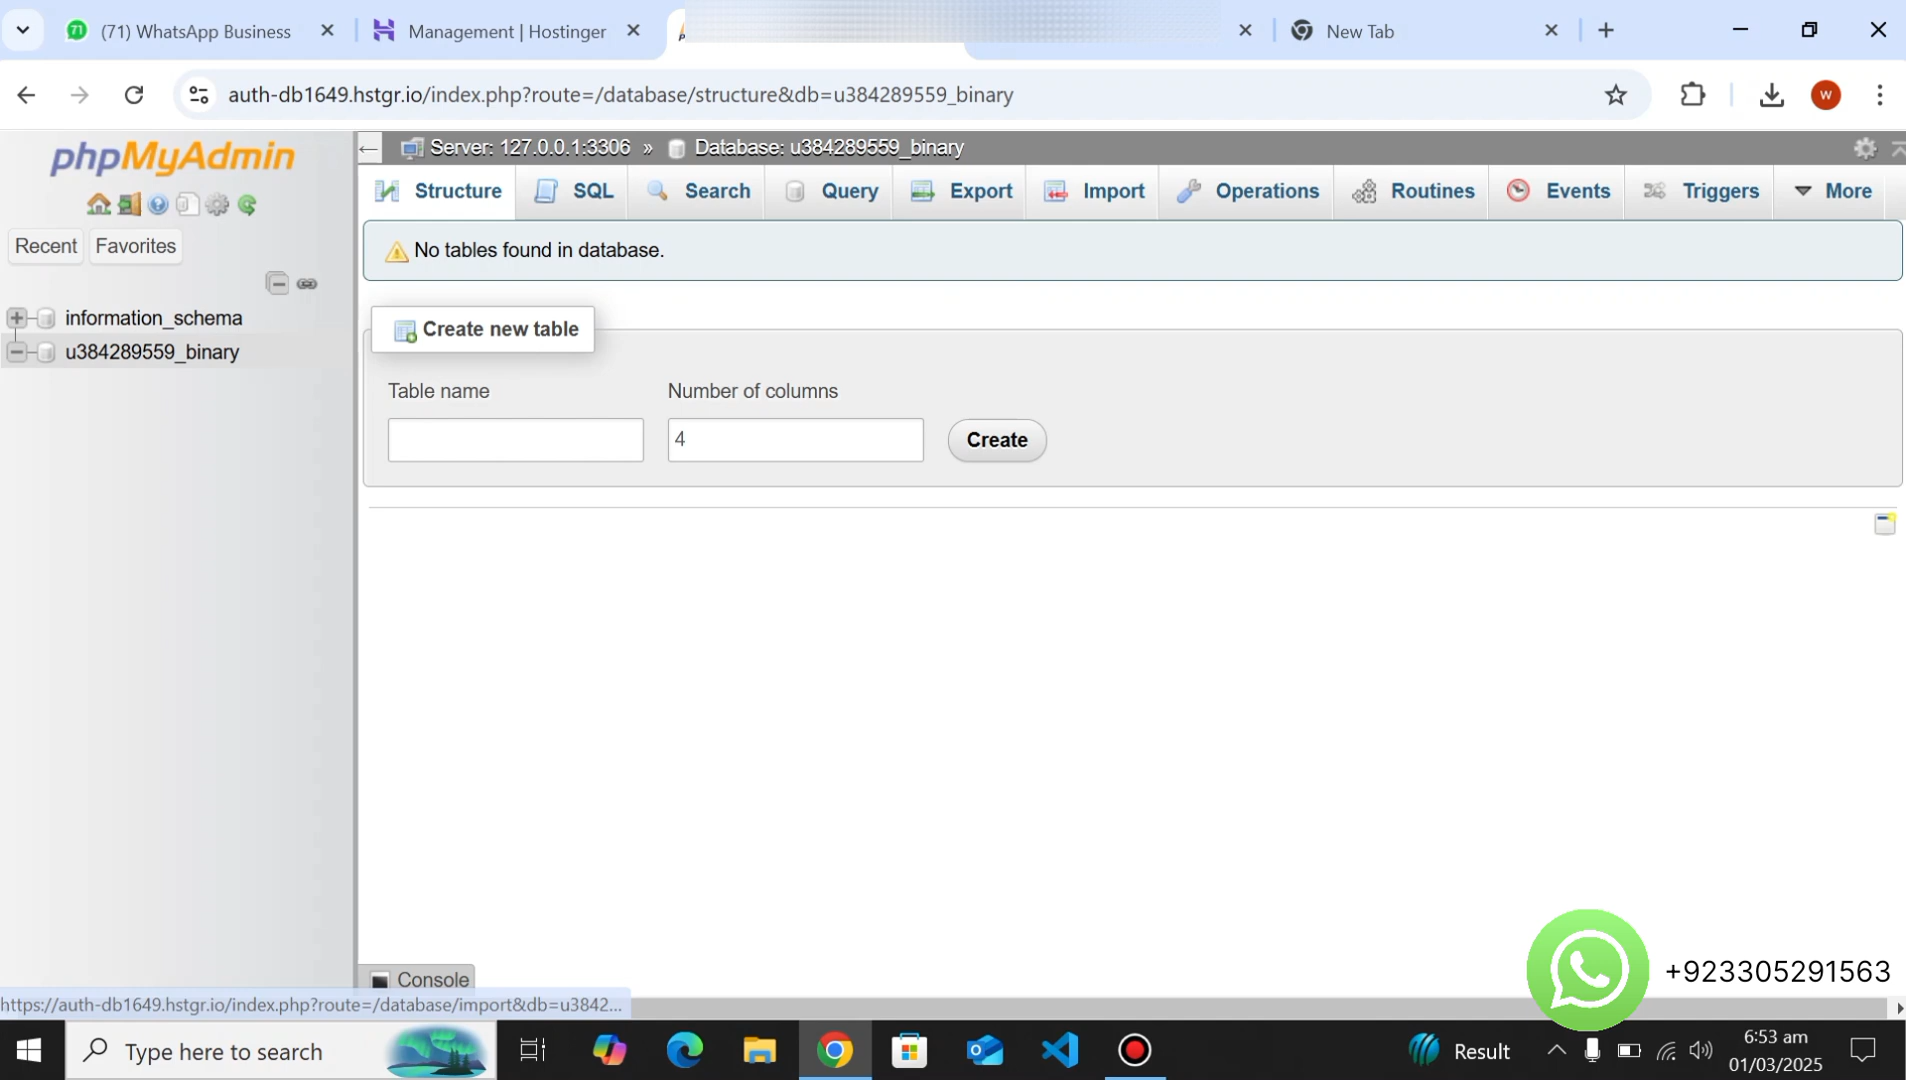 71 (71) WhatsApp Business
Management | Hostinger
New Tab
auth-db1649.hstgr.io/index.php?route=/database/structure&db=u384289559_binary
W
phpMyAdmin
Server: 127.0.0.1:3306 » Database: u384289559_binary
Structure SQL Search Query Export Import Operations Routines Events Triggers More
Recent Favorites
No tables found in database.
information_schema
u384289559_binary
Create new table
Table name Number of columns
4 Create
Console
https://auth-db1649.hstgr.io/index.php?route=/database/import&db=u3842...
+923305291563
Type here to search
Result
6:53 am
01/03/2025